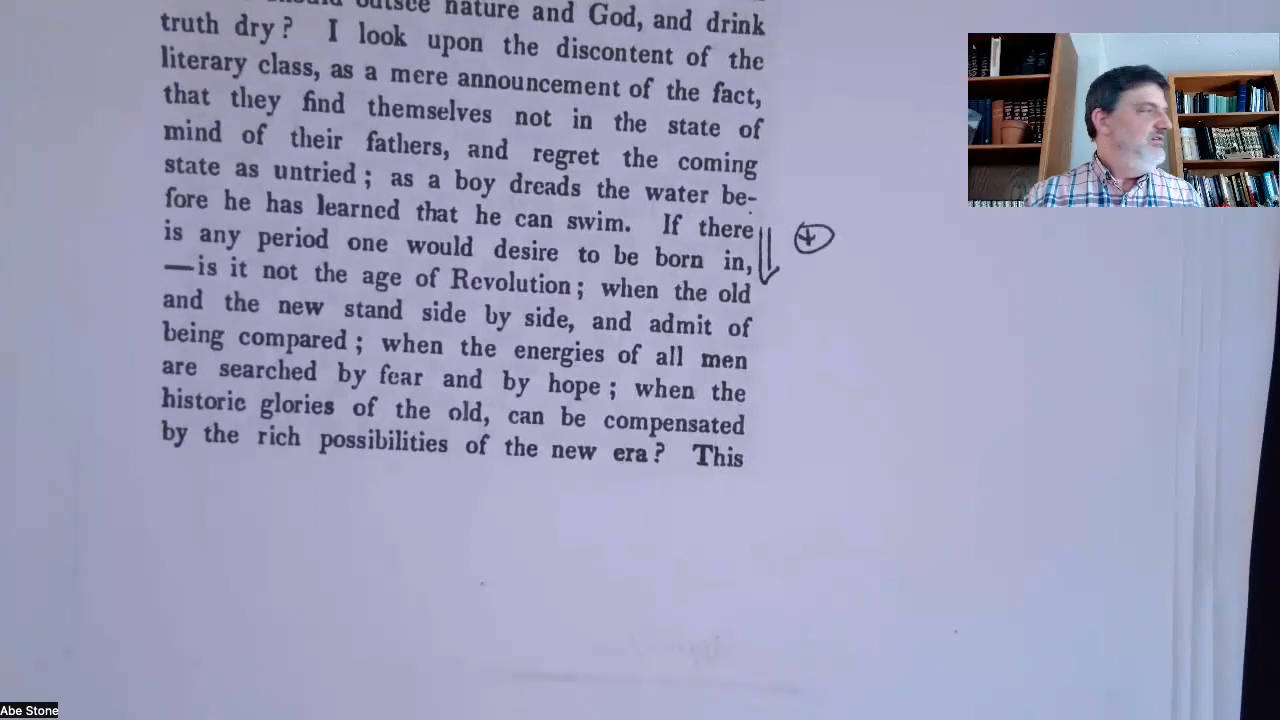 outsee nature and God, and drink
truth dry? I look upon the discontent of the
literary class, as a mere announcement of the fact,
that they find themselves not in the state of
mind of their fathers, and regret the coming
state as untried; as a boy dreads the water be-
fore he has learned that he can swim. If there
is any period one would desire to be born in,
—is it not the age of Revolution; when the old
and the new stand side by side, and admit of
being compared; when the energies of all men
are searched by fear and by hope; when the
historic glories of the old, can be compensated
by the rich possibilities of the new era? This
Abe Stone